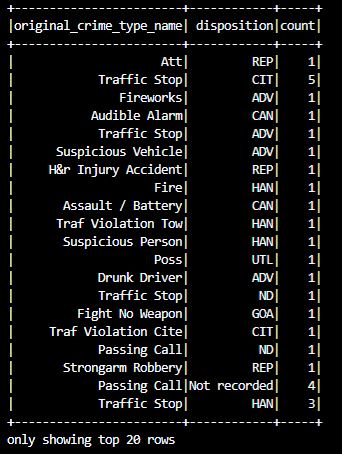 +------------------------+-------------+-----+
|original_crime_type_name| disposition|count|
+------------------------+-------------+-----+
| Att| REP| 1|
| Traffic Stop| CIT| 5|
| Fireworks| ADV| 1|
| Audible Alarm| CAN| 1|
| Traffic Stop| ADV| 1|
| Suspicious Vehicle| ADV| 1|
| H&r Injury Accident| REP| 1|
| Fire| HAN| 1|
| Assault / Battery| CAN| 1|
| Traf Violation Tow| HAN| 1|
| Suspicious Person| HAN| 1|
| Poss| UTL| 1|
| Drunk Driver| ADV| 1|
| Traffic Stop| ND| 1|
| Fight No Weapon| GOA| 1|
| Traf Violation Cite| CIT| 1|
| Passing Call| ND| 1|
| Strongarm Robbery| REP| 1|
| Passing Call|Not recorded| 4|
| Traffic Stop| HAN| 3|
+------------------------+-------------+-----+
only showing top 20 rows